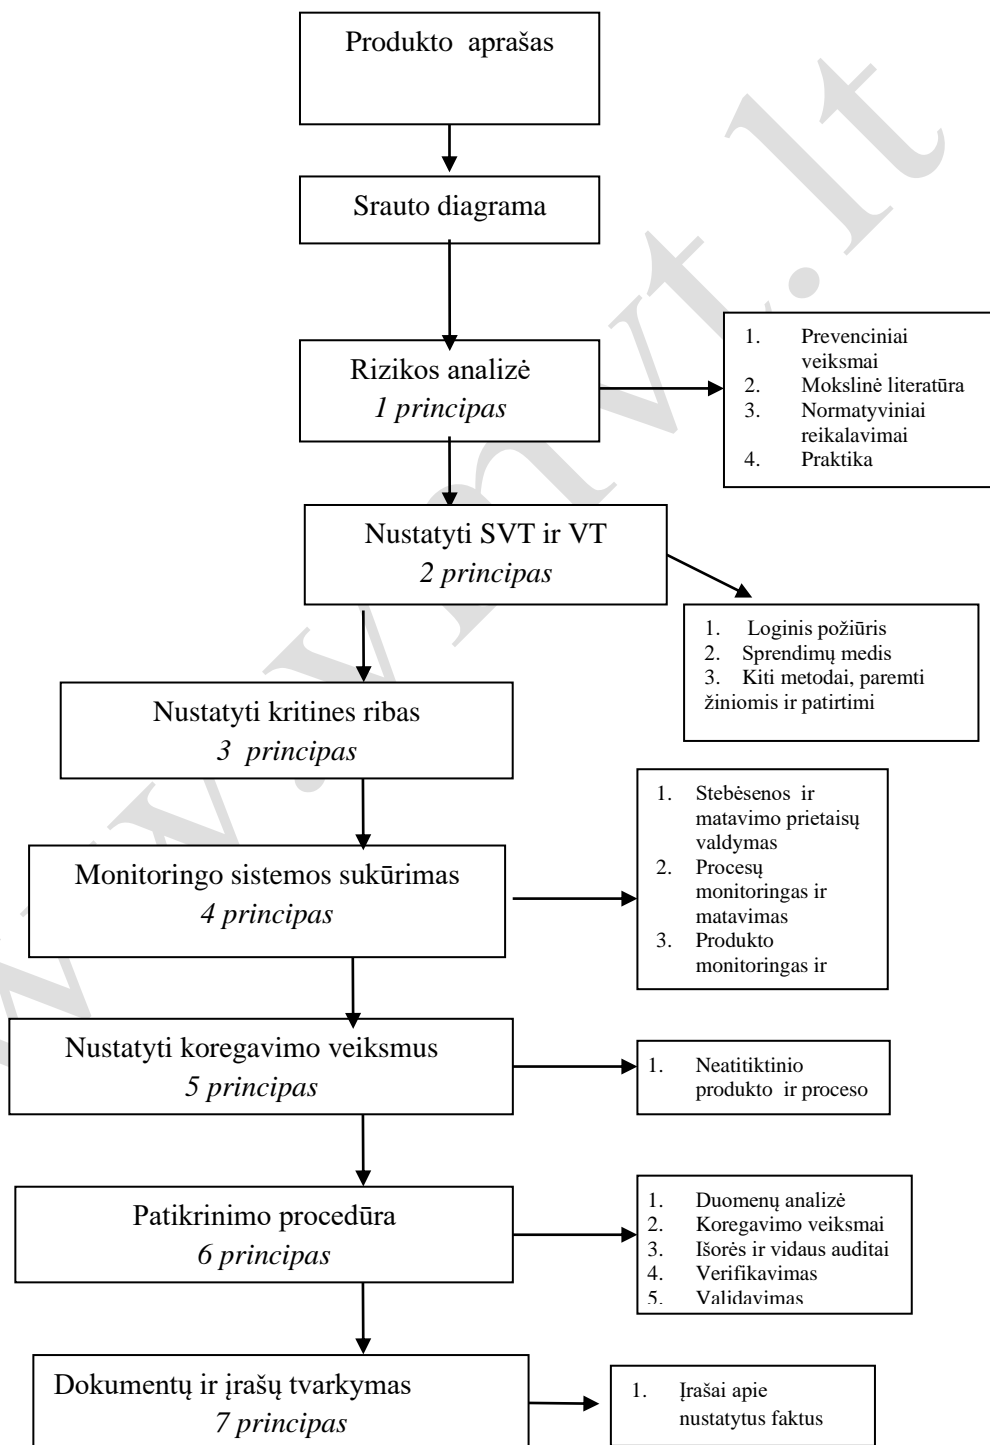 Produkto aprašas
Srauto diagrama
Rizikos analizė
1 principas
1. Prevenciniai
veiksmai
2. Mokslinė literatūra
3. Normatyviniai
reikalavimai
4. Praktika
Nustatyti SVT ir VT
2 principas
1. Loginis požiūris
2. Sprendimų medis
3. Kiti metodai, paremti
žiniomis ir patirtimi
Nustatyti kritines ribas
3 principas
Monitoringo sistemos sukūrimas
4 principas
1. Stebėsenos ir
matavimo prietaisų
valdymas
2. Procesų
monitoringas ir
matavimas
3. Produkto
monitoringas ir
Nustatyti koregavimo veiksmus
5 principas
1. Neatitiktinio
produkto ir proceso
Patikrinimo procedūra
6 principas
1. Duomenų analizė
2. Koregavimo veiksmai
3. Išorės ir vidaus auditai
4. Verifikavimas
5. Validavimas
Dokumentų ir įrašų tvarkymas
7 principas
1. Įrašai apie
nustatytus faktus
www.vmvt.lt